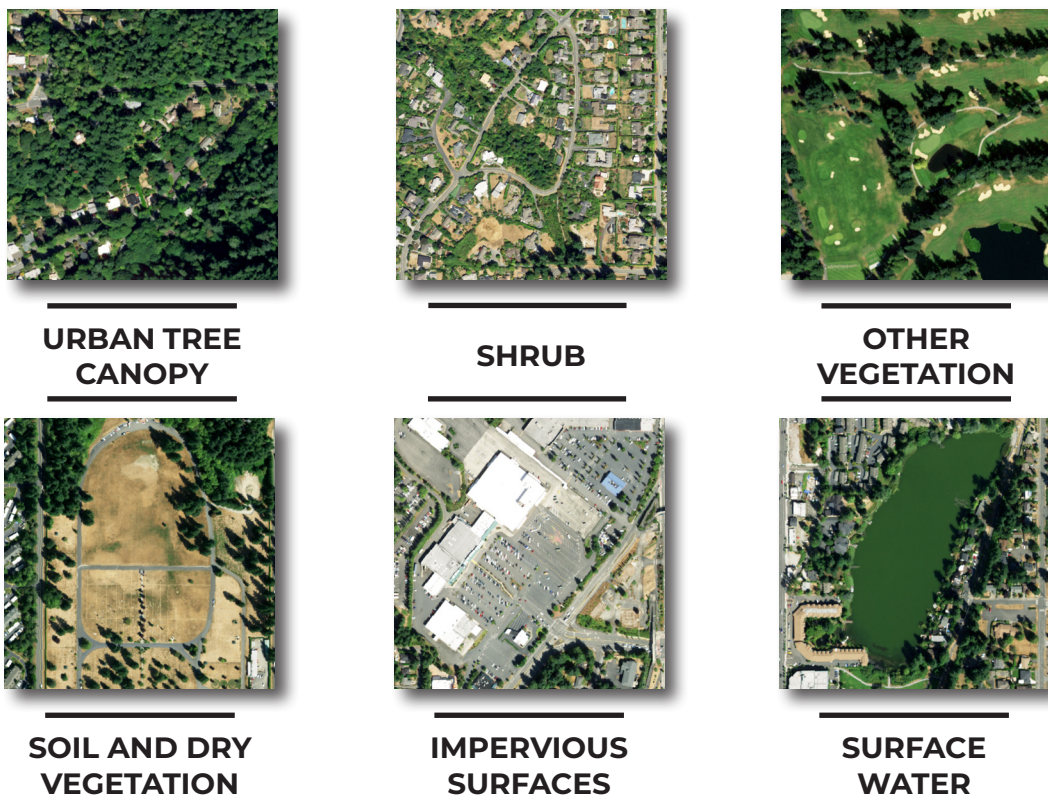 URBAN TREE
CANOPY
SHRUB
OTHER
VEGETATION
SOIL AND DRY
VEGETATION
IMPERVIOUS
SURFACES
SURFACE
WATER